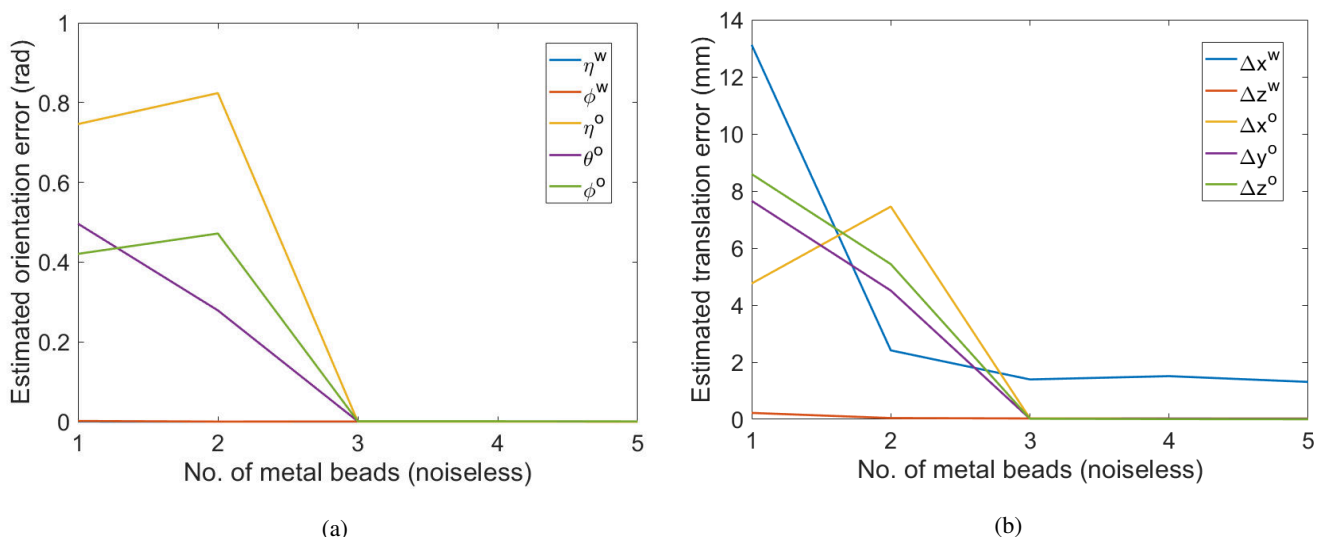 1
0.8
0.6
0.4
0.2
0
Estimated orientation error (rad)
η^w
φ^w
η^o
θ^o
φ^o
1 2 3 4 5
No. of metal beads (noiseless)
(a)
14
12
10
8
6
4
2
0
Estimated translation error (mm)
Δx^w
Δz^w
Δx^o
Δy^o
Δz^o
1 2 3 4 5
No. of metal beads (noiseless)
(b)